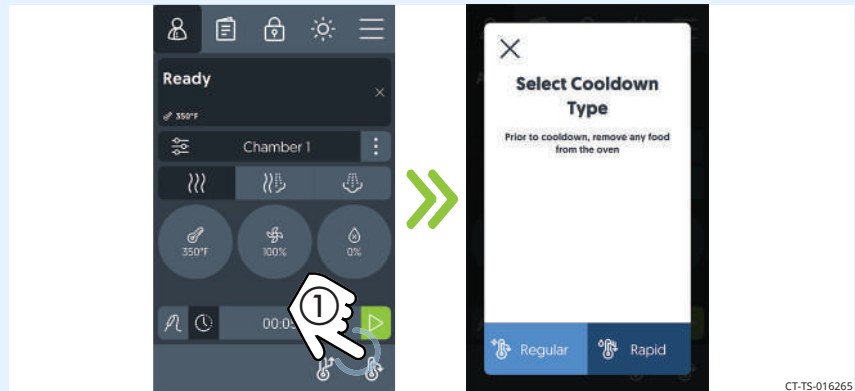 Ready
350°F
Chamber 1
350°F
100%
0%
00:0
1
Select Cooldown
Type
Prior to cooldown, remove any food
from the oven
Regular
Rapid
CT-TS-016265